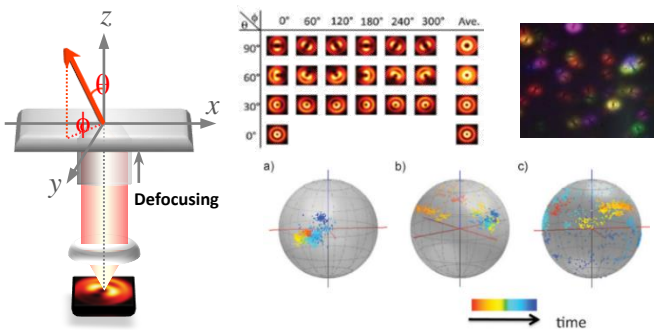 z
θ
x
ϕ
y
Defocusing
ϕ
θ
0° 60° 120° 180° 240° 300° Ave.
90°
60°
30°
0°
a) b) c)
time